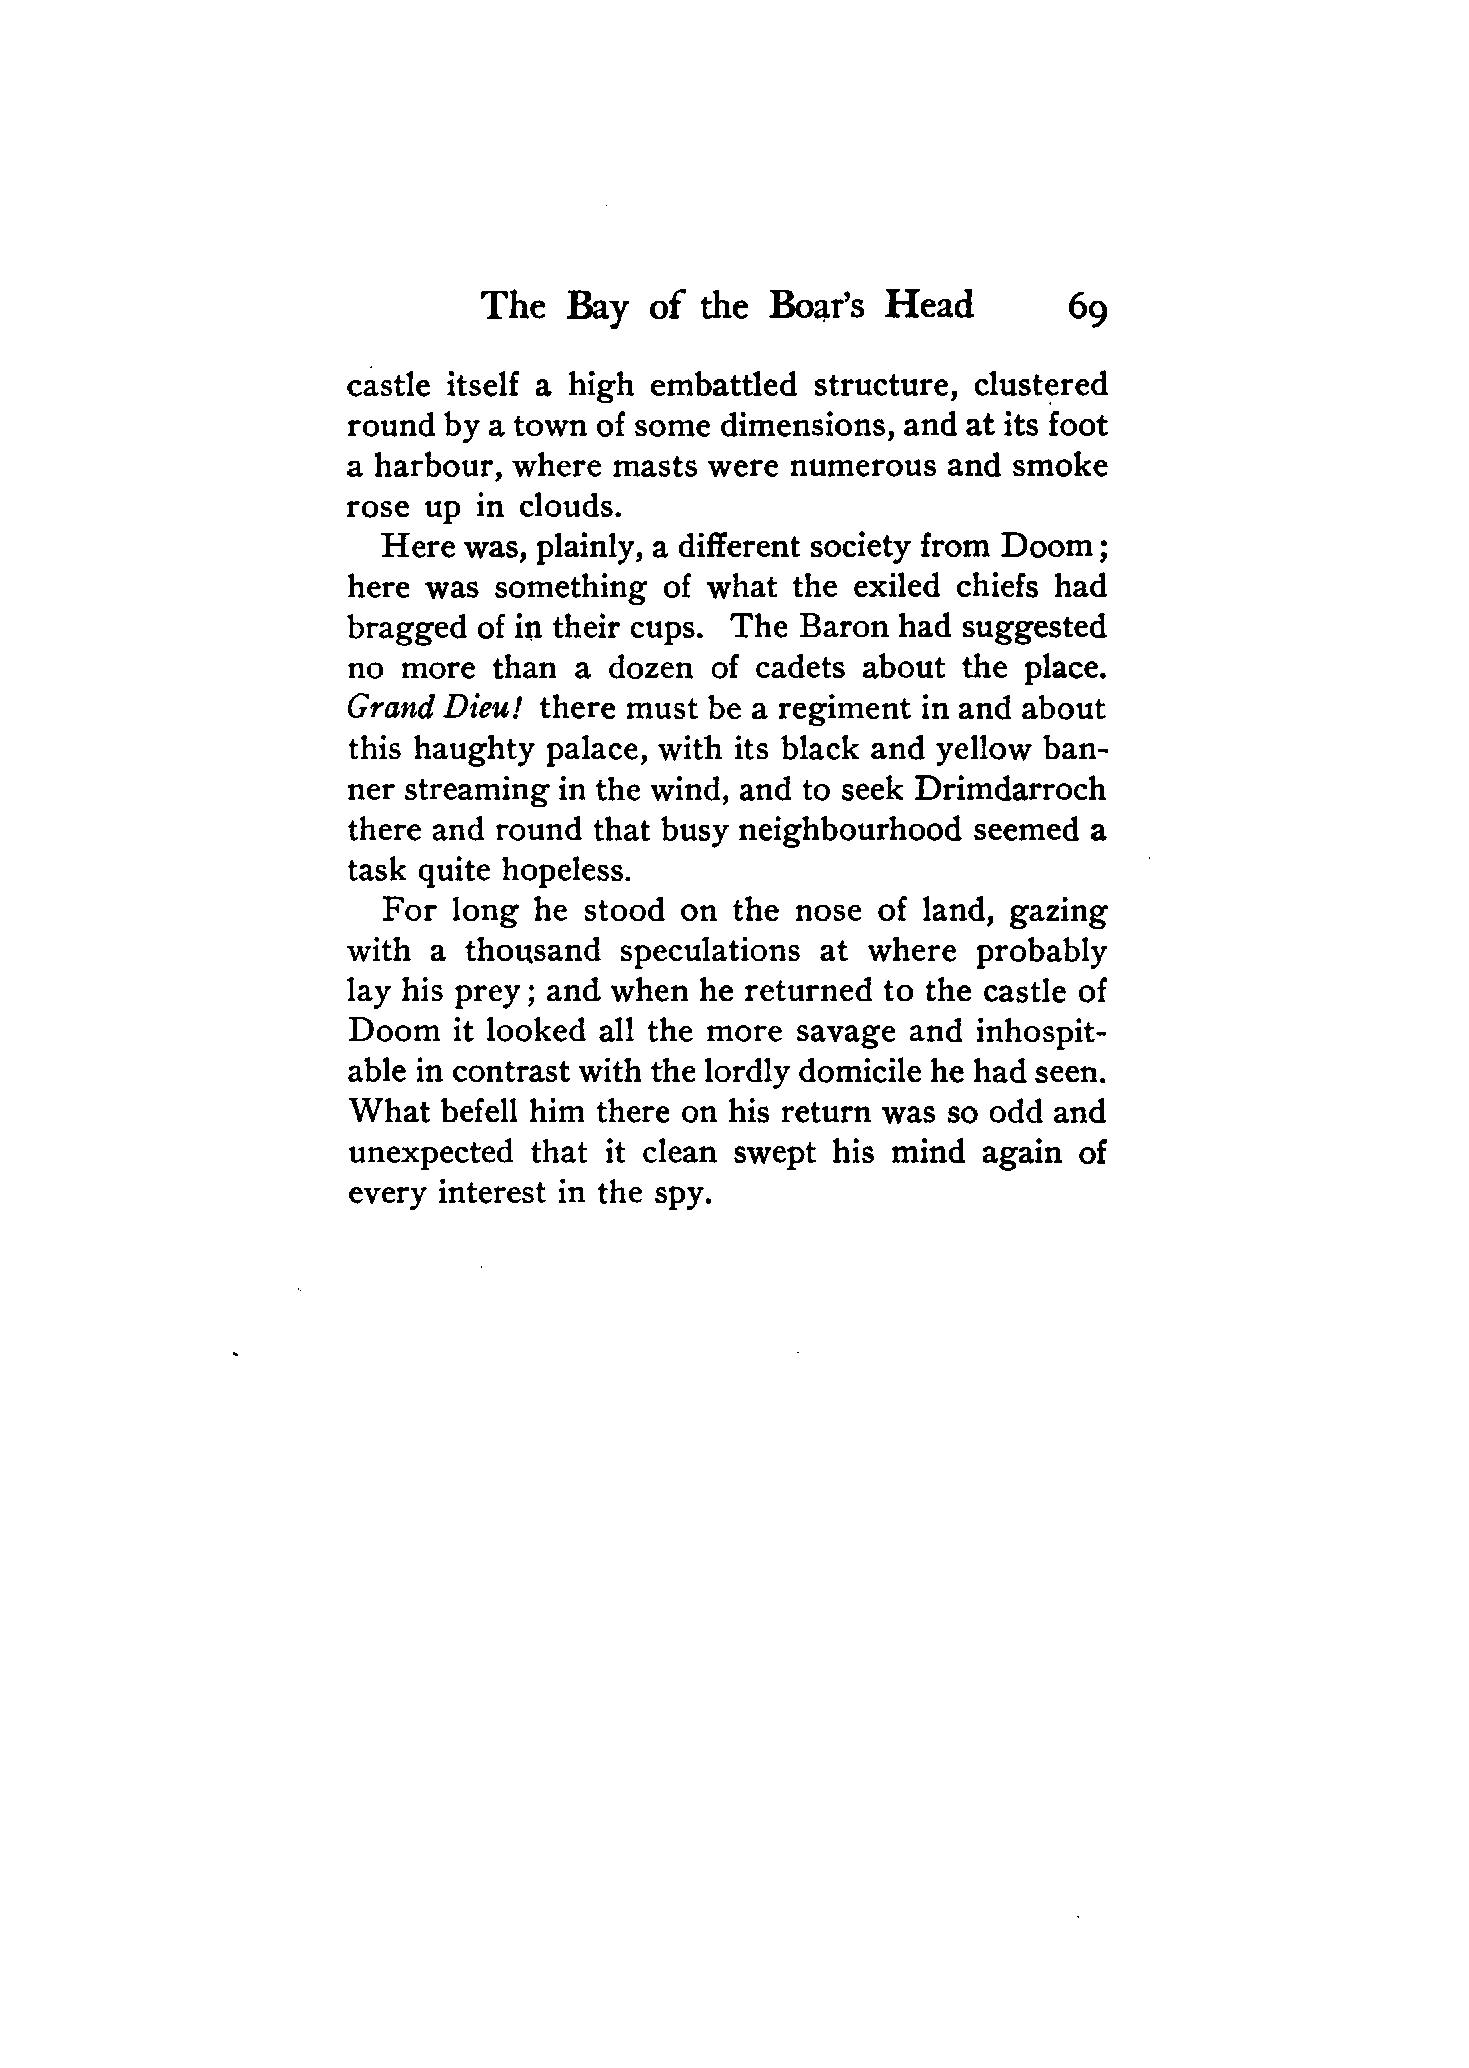 The Bay of the Boar's Head 69
castle itself a high embattled structure, clustered
round by a town of some dimensions, and at its foot
a harbour, where masts were numerous and smoke
rose up in clouds.
Here was, plainly, a different society from Doom;
here was something of what the exiled chiefs had
bragged of in their cups. The Baron had suggested
no more than a dozen of cadets about the place.
Grand Dieu! there must be a regiment in and about
this haughty palace, with its black and yellow ban-
ner streaming in the wind, and to seek Drimdarroch
there and round that busy neighbourhood seemed a
task quite hopeless.
For long he stood on the nose of land, gazing
with a thousand speculations at where probably
lay his prey; and when he returned to the castle of
Doom it looked all the more savage and inhospit-
able in contrast with the lordly domicile he had seen.
What befell him there on his return was so odd and
unexpected that it clean swept his mind again of
every interest in the spy.